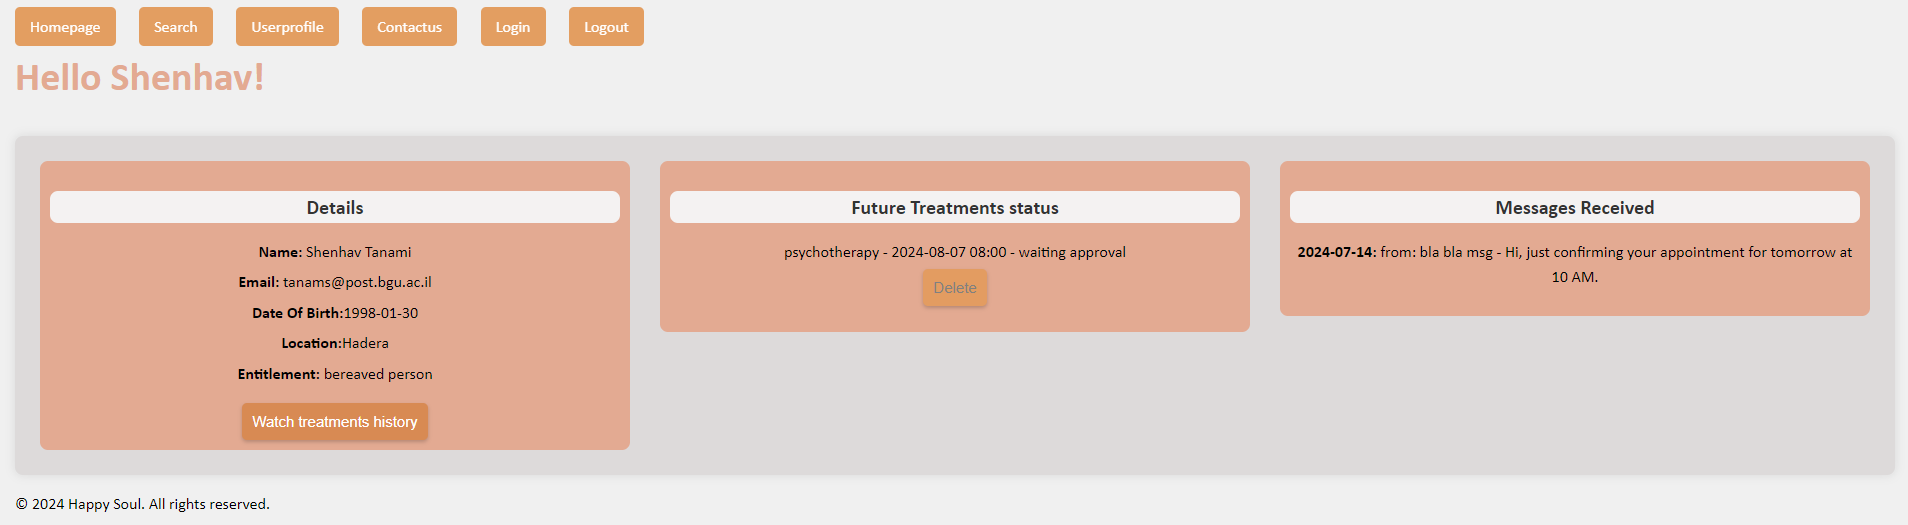 Homepage Search Userprofile Contactus Login Logout
Hello Shenhav!
Details
Name: Shenhav Tanami
Email: tanams@post.bgu.ac.il
Date Of Birth:1998-01-30
Location:Hadera
Entitlement: bereaved person
Watch treatments history
Future Treatments status
psychotherapy - 2024-08-07 08:00 - waiting approval
Delete
Messages Received
2024-07-14: from: bla bla msg - Hi, just confirming your appointment for tomorrow at
10 AM.
© 2024 Happy Soul. All rights reserved.